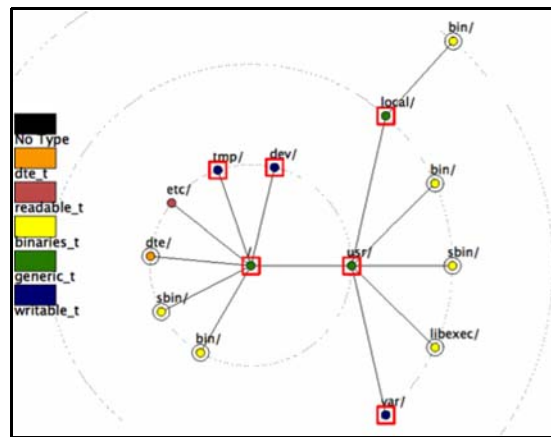 bin/
local/
No Type
dte_t
readable_t
binaries_t
generic_t
writable_t
tmp/
dev/
etc/
bin/
dte/
/
usr/
sbin/
sbin/
bin/
libexec/
var/